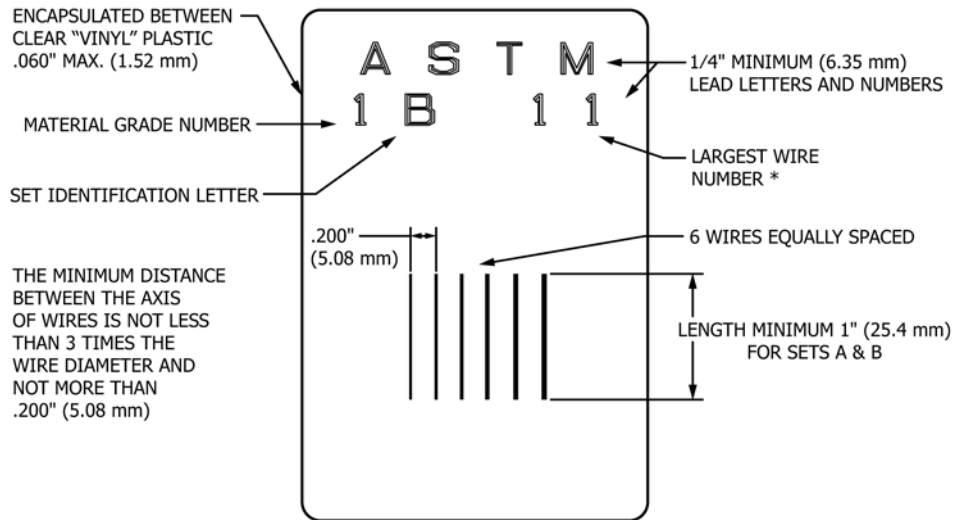 ENCAPSULATED BETWEEN
CLEAR “VINYL” PLASTIC
.060" MAX. (1.52 mm)
A S T M
1/4" MINIMUM (6.35 mm)
LEAD LETTERS AND NUMBERS
1 B 1 1
MATERIAL GRADE NUMBER
LARGEST WIRE
NUMBER *
SET IDENTIFICATION LETTER
.200"
(5.08 mm)
6 WIRES EQUALLY SPACED
THE MINIMUM DISTANCE
BETWEEN THE AXIS
OF WIRES IS NOT LESS
THAN 3 TIMES THE
WIRE DIAMETER AND
NOT MORE THAN
.200" (5.08 mm)
LENGTH MINIMUM 1" (25.4 mm)
FOR SETS A & B